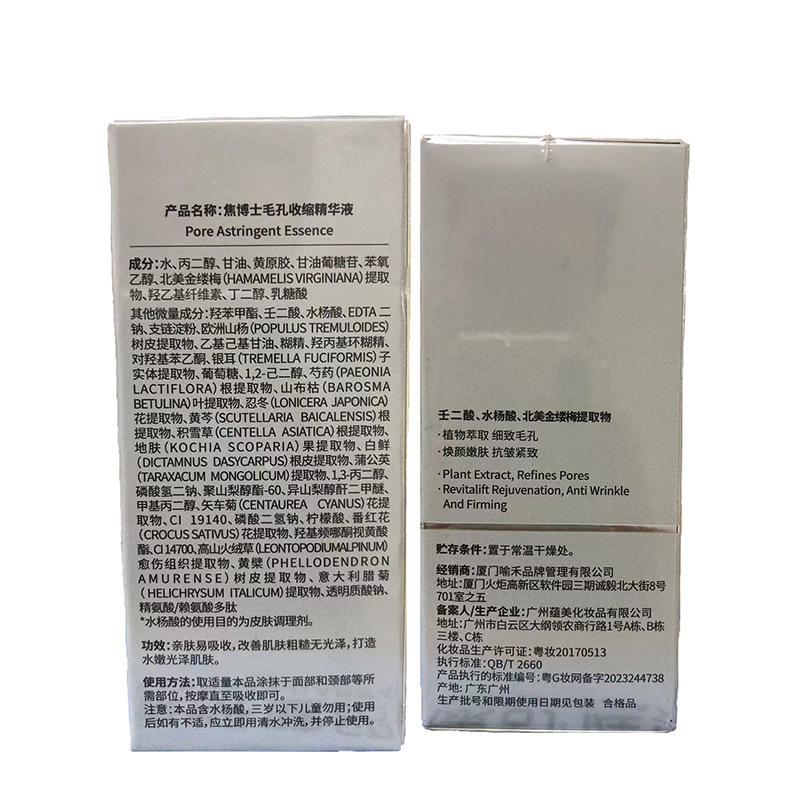 产品名称:焦博士毛孔收缩精华液
Pore Astringent Essence
成分:水、丙二醇、甘油、黄原胶、甘油葡糖苷、苯氧
乙醇、北美金缕梅(HAMAMELIS VIRGINIANA)提取
物、羟乙基纤维素、丁二醇、乳糖酸
其他微量成分:羟苯甲酯、壬二酸、水杨酸、EDTA 二
钠、支链淀粉、欧洲山杨(POPULUS TREMULOIDES)
树皮提取物、乙基己基甘油、糊精、羟丙基环糊精、
对羟基苯乙酮、银耳(TREMELLA FUCIFORMIS)子
实体提取物、葡萄糖、1,2-己二醇、芍药(PAEONIA
LACTIFLORA)根提取物、山布枯(BAROSMA
BETULINA)叶提取物、忍冬(LONICERA JAPONICA)
花提取物、黄芩(SCUTELLARIA BAICALENSIS)根
提取物、积雪草(CENTELLA ASIATICA)根提取物、
地肤(KOCHIA SCOPARIA)果提取物、白鲜
(DICTAMNUS DASYCARPUS)根皮提取物、蒲公英
(TARAXACUM MONGOLICUM)提取物、1,3-丙二醇、
磷酸氢二钠、聚山梨醇酯-60、异山梨醇酐二甲醚、
甲基丙二醇、矢车菊(CENTAUREA CYANUS)花提
取物、CI 19140、磷酸二氢钠、柠檬酸、番红花
(CROCUS SATIVUS)花提取物、羟基频哪酮视黄酸
酯、CI 14700、高山火绒草(LEONTOPODIUMALPINUM)
愈伤组织提取物、黄檗(PHELLODENDRON
AMURENSE)树皮提取物、意大利腊菊
(HELICHRYSUM ITALICUM)提取物、透明质酸钠、
精氨酸/赖氨酸多肽
*水杨酸的使用目的为皮肤调理剂。
功效:亲肤易吸收,改善肌肤粗糙无光泽,打造
水嫩光泽肌肤。
使用方法:取适量本品涂抹于面部和颈部等所
需部位,按摩直至吸收即可。
注意:本品含水杨酸,三岁以下儿童勿用;使用
后如有不适,应立即用清水冲洗,并停止使用。
壬二酸、水杨酸、北美金缕梅提取物
·植物萃取 细致毛孔
·焕颜嫩肤 抗皱紧致
·Plant Extract, Refines Pores
·Revitalift Rejuvenation, Anti Wrinkle
And Firming
贮存条件:置于常温干燥处。
经销商:厦门喻禾品牌管理有限公司
地址:厦门火炬高新区软件园三期诚毅北大街8号
701室之五
备案人/生产企业:广州蕴美化妆品有限公司
地址:广州市白云区大纲领农商行路1号A栋、B栋
三楼、C栋
化妆品生产许可证:粤妆20170513
执行标准:QB/T 2660
产品执行的标准编号:粤G妆网备字2023244738
产地:广东广州
生产批号和限期使用日期见包装 合格品